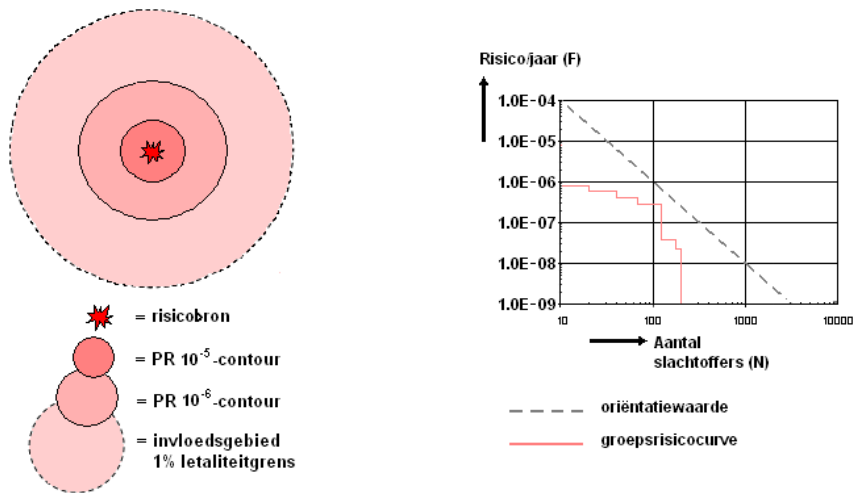 = risicobron
= PR 10⁻⁵-contour
= PR 10⁻⁶-contour
= invloedsgebied
1% letaliteitgrens
Risico/jaar (F)
1.0E-04
1.0E-05
1.0E-06
1.0E-07
1.0E-08
1.0E-09
10 100 1000 10000
Aantal
slachtoffers (N)
oriëntatiewaarde
groepsrisicocurve